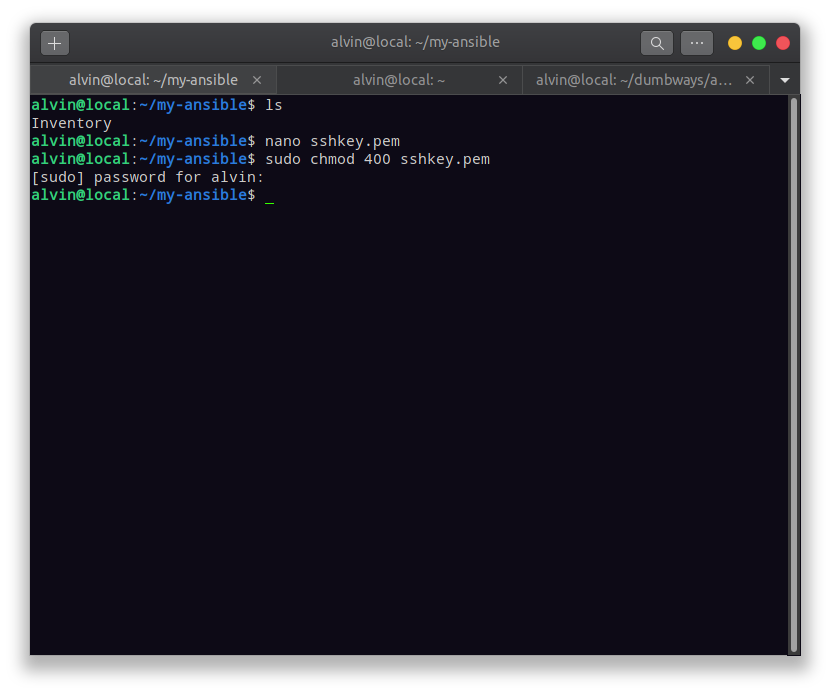 alvin@local: ~/my-ansible
alvin@local: ~/my-ansible
alvin@local: ~
alvin@local: ~/dumbways/a…
alvin@local:~/my-ansible$ ls
Inventory
alvin@local:~/my-ansible$ nano sshkey.pem
alvin@local:~/my-ansible$ sudo chmod 400 sshkey.pem
[sudo] password for alvin:
alvin@local:~/my-ansible$ _